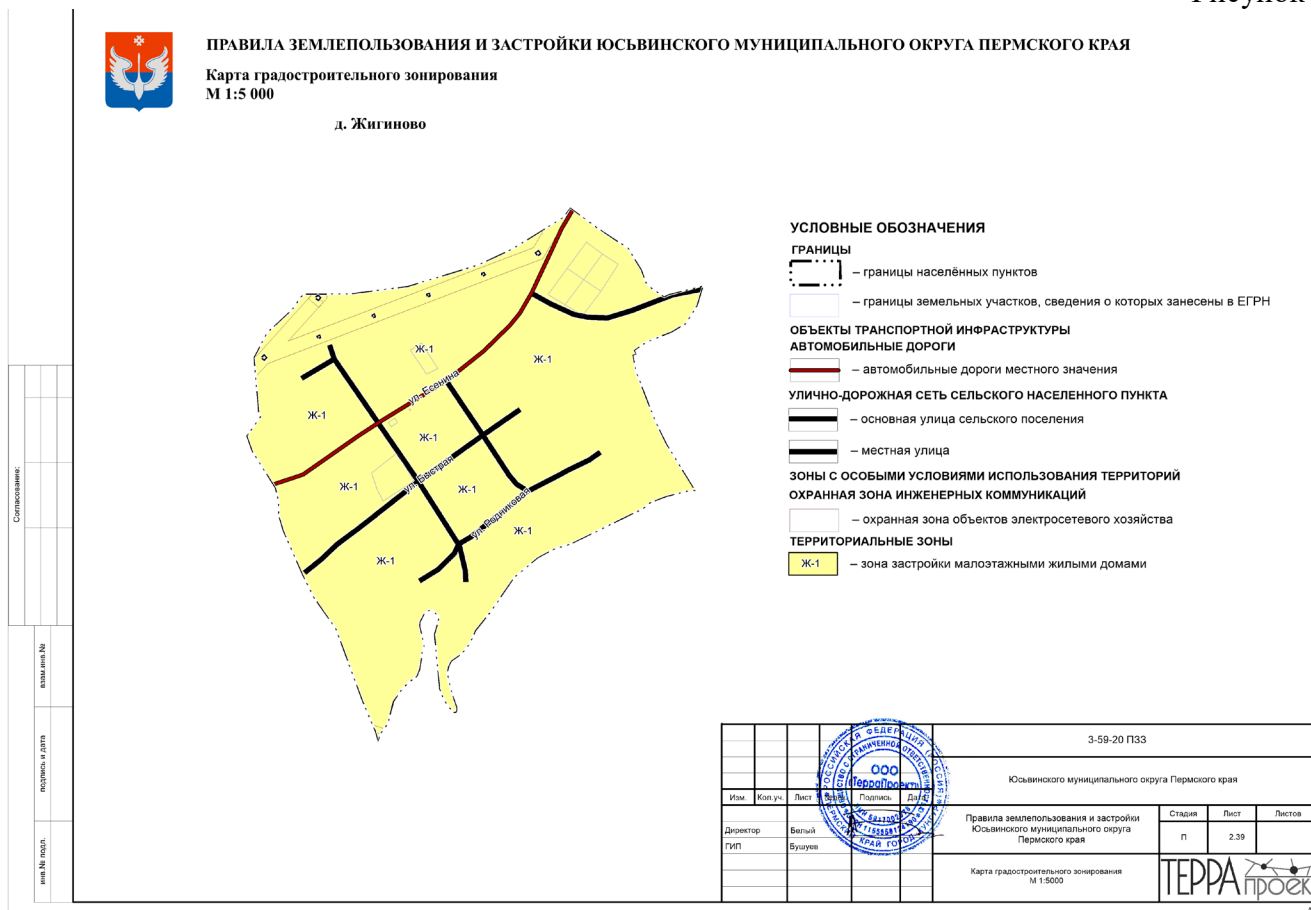 Рисунок
ПРАВИЛА ЗЕМЛЕПОЛЬЗОВАНИЯ И ЗАСТРОЙКИ ЮСЬВИНСКОГО МУНИЦИПАЛЬНОГО ОКРУГА ПЕРМСКОГО КРАЯ
Карта градостроительного зонирования
М 1:5 000
д. Жигиново
Ж-1
Ж-1
ул. Есенина
Ж-1
Ж-1
ул. Быстрая
Ж-1
Ж-1
ул. Родниковая
Ж-1
Ж-1
УСЛОВНЫЕ ОБОЗНАЧЕНИЯ
ГРАНИЦЫ
– границы населённых пунктов
– границы земельных участков, сведения о которых занесены в ЕГРН
ОБЪЕКТЫ ТРАНСПОРТНОЙ ИНФРАСТРУКТУРЫ
АВТОМОБИЛЬНЫЕ ДОРОГИ
– автомобильные дороги местного значения
УЛИЧНО-ДОРОЖНАЯ СЕТЬ СЕЛЬСКОГО НАСЕЛЕННОГО ПУНКТА
– основная улица сельского поселения
– местная улица
ЗОНЫ С ОСОБЫМИ УСЛОВИЯМИ ИСПОЛЬЗОВАНИЯ ТЕРРИТОРИЙ
ОХРАННАЯ ЗОНА ИНЖЕНЕРНЫХ КОММУНИКАЦИЙ
– охранная зона объектов электросетевого хозяйства
ТЕРРИТОРИАЛЬНЫЕ ЗОНЫ
Ж-1 – зона застройки малоэтажными жилыми домами
Согласование:
взам.инв.№
подпись и дата
инв.№ подл.
3-59-20 ПЗЗ
Юсьвинского муниципального округа Пермского края
Изм. Кол.уч. Лист Подпись Дата
Директор Белый
ГИП Бушуев
Правила землепользования и застройки
Юсьвинского муниципального округа
Пермского края
Стадия Лист Листов
П 2.39
Карта градостроительного зонирования
М 1:5000
ТЕРРА
проек
РОССИЙСКАЯ ФЕДЕРАЦИЯ
ООО
"ТерраПроект"